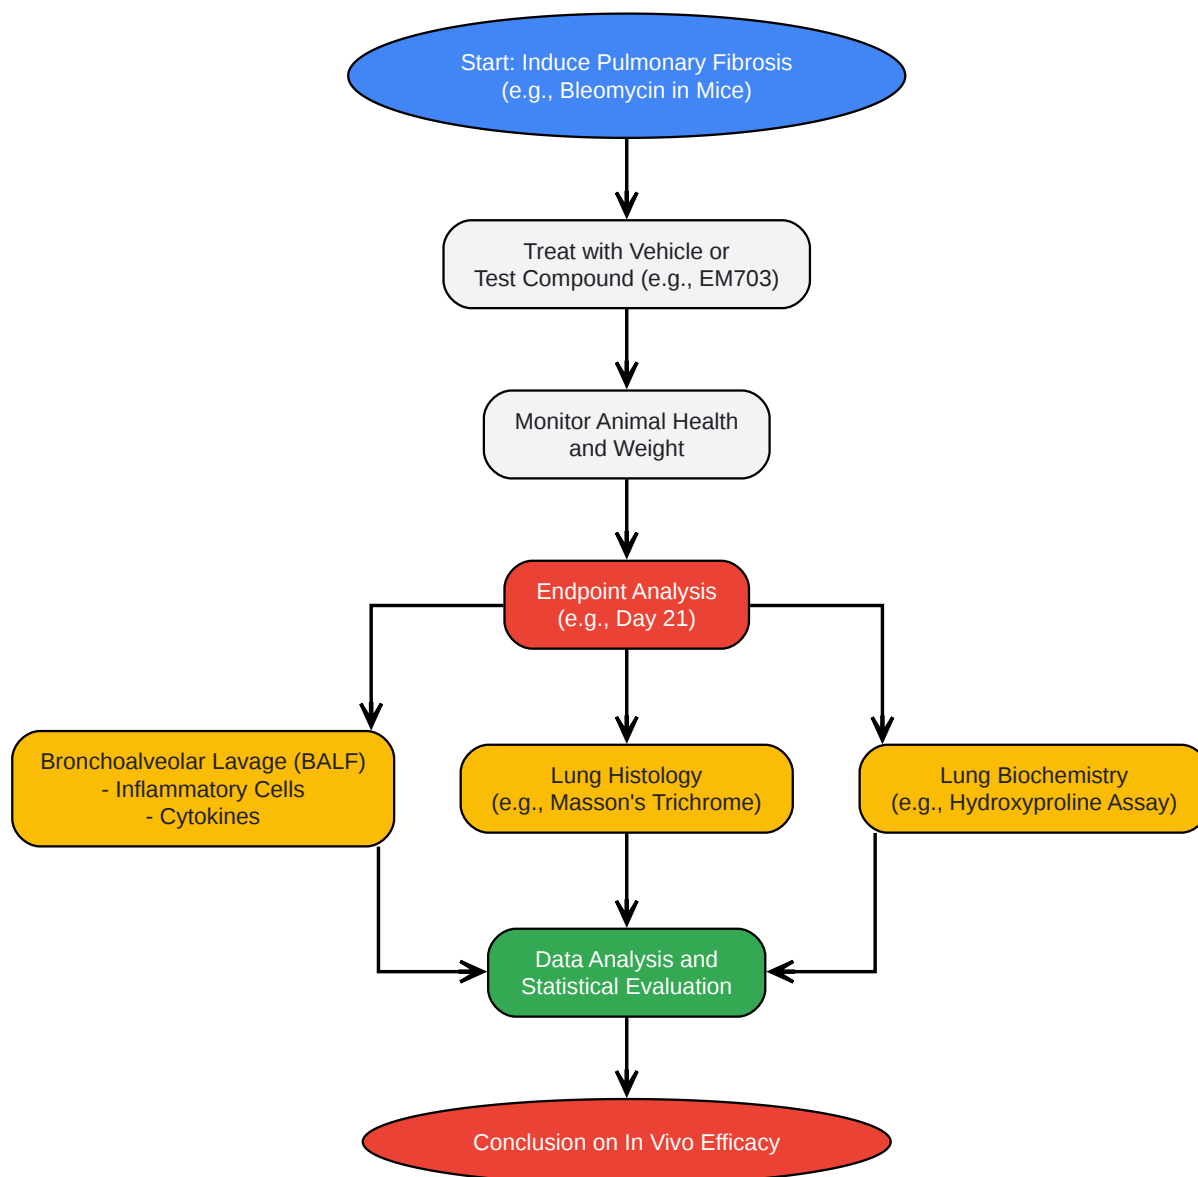 Start: Induce Pulmonary Fibrosis
(e.g., Bleomycin in Mice)
Treat with Vehicle or
Test Compound (e.g., EM703)
Monitor Animal Health
and Weight
Endpoint Analysis
(e.g., Day 21)
Bronchoalveolar Lavage (BALF)
- Inflammatory Cells
- Cytokines
Lung Histology
(e.g., Masson's Trichrome)
Lung Biochemistry
(e.g., Hydroxyproline Assay)
Data Analysis and
Statistical Evaluation
Conclusion on In Vivo Efficacy